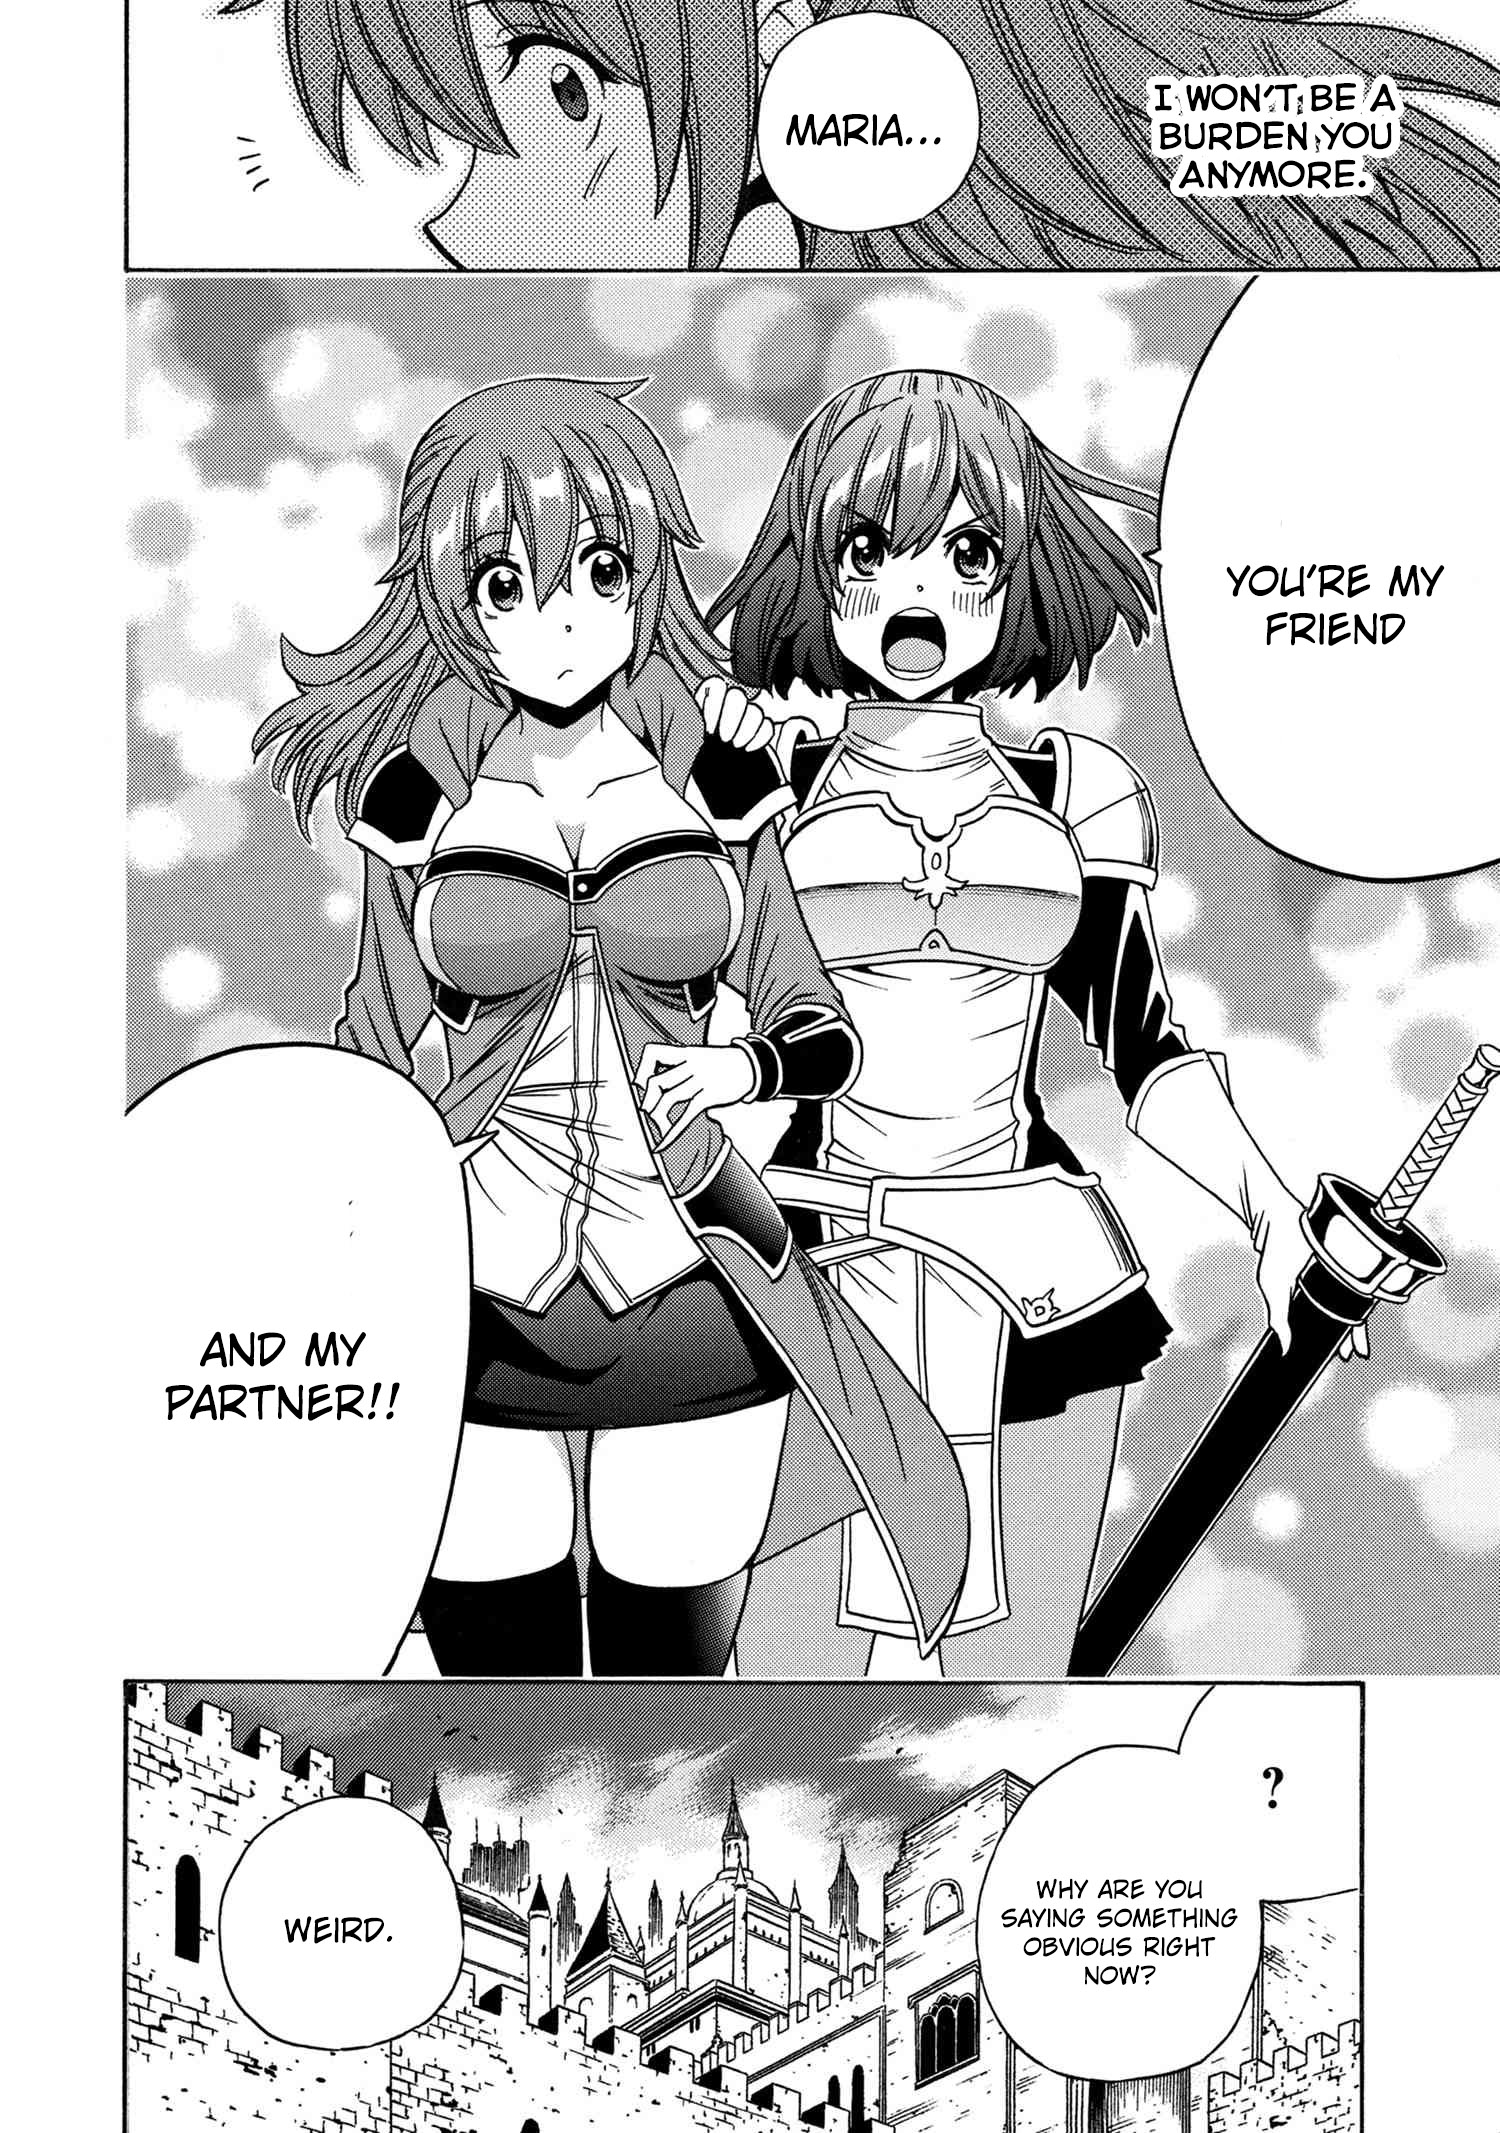 I WON'T BE A
BURDEN YOU
ANYMORE.
MARIA...
YOU'RE MY
FRIEND
AND MY
PARTNER!!
?
WHY ARE YOU
SAYING SOMETHING
OBVIOUS RIGHT
NOW?
WEIRD.